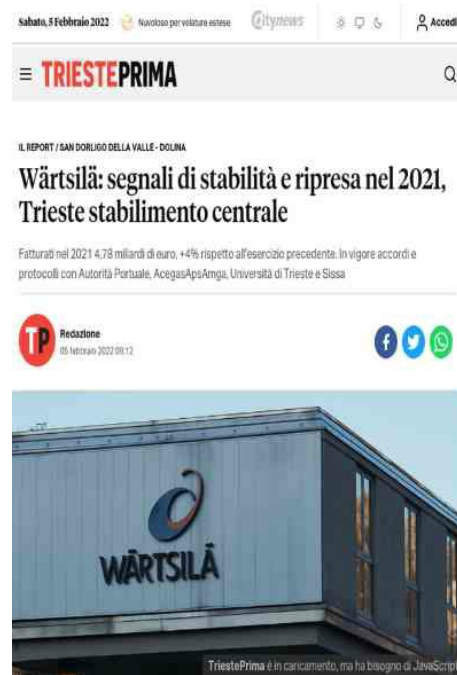 Sabato, 5 Febbraio 2022 Nuvoloso per velature estese Citynews Accedi
TRIESTEPRIMA
IL REPORT / SAN DORLIGO DELLA VALLE - DOLINA
Wärtsilä: segnali di stabilità e ripresa nel 2021,
Trieste stabilimento centrale
Fatturati nel 2021 4,78 miliardi di euro, +4% rispetto all'esercizio precedente. In vigore accordi e
protocolli con Autorità Portuale, AcegasApsAmga, Università di Trieste e Sissa
TP
Redazione
05 febbraio 2022 09:12
WÄRTSILÄ
TriestePrima è in caricamento, ma ha bisogno di JavaScript